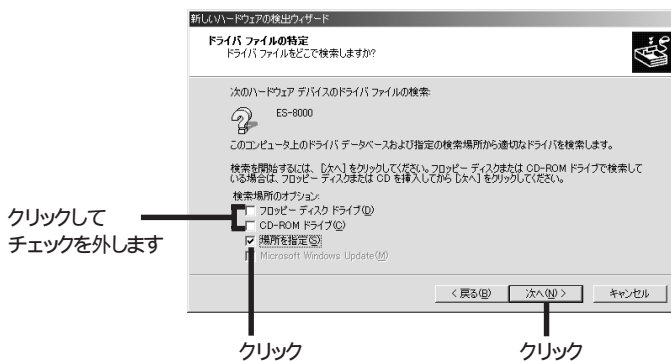 新しいハードウェアの検出ウィザード
ドライバ ファイルの特定
ドライバ ファイルをどこで検索しますか?
次のハードウェア デバイスのドライバ ファイルの検索:
ES-8000
このコンピュータ上のドライバ データベースおよび指定の検索場所から適切なドライバを検索します。
検索を開始するには、[次へ] をクリックしてください。フロッピー ディスクまたは CD-ROM ドライブで検索して
いる場合は、フロッピー ディスクまたは CD を挿入してから [次へ] をクリックしてください。
検索場所のオプション:
フロッピー ディスク ドライブ(D)
CD-ROM ドライブ(C)
場所を指定(S)
Microsoft Windows Update(M)
クリックして
チェックを外します
< 戻る(B)
次へ(N) >
キャンセル
クリック
クリック